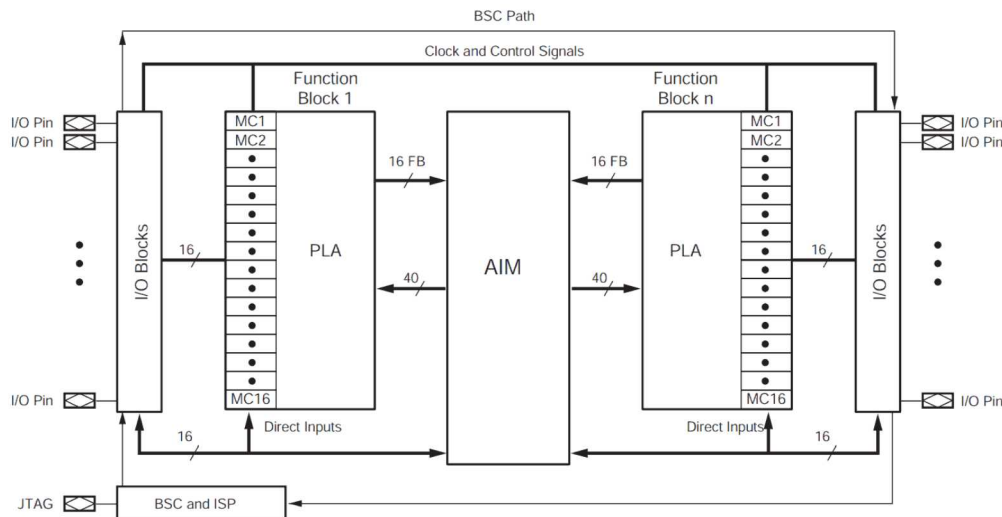 BSC Path
Clock and Control Signals
Function
Block 1
Function
Block n
I/O Pin
MC1
MC1
I/O Pin
I/O Pin
MC2
MC2
I/O Pin
16 FB
16 FB
I/O Blocks
16
PLA
AIM
PLA
16
I/O Blocks
40
40
I/O Pin
MC16
MC16
I/O Pin
Direct Inputs
Direct Inputs
16
16
JTAG
BSC and ISP